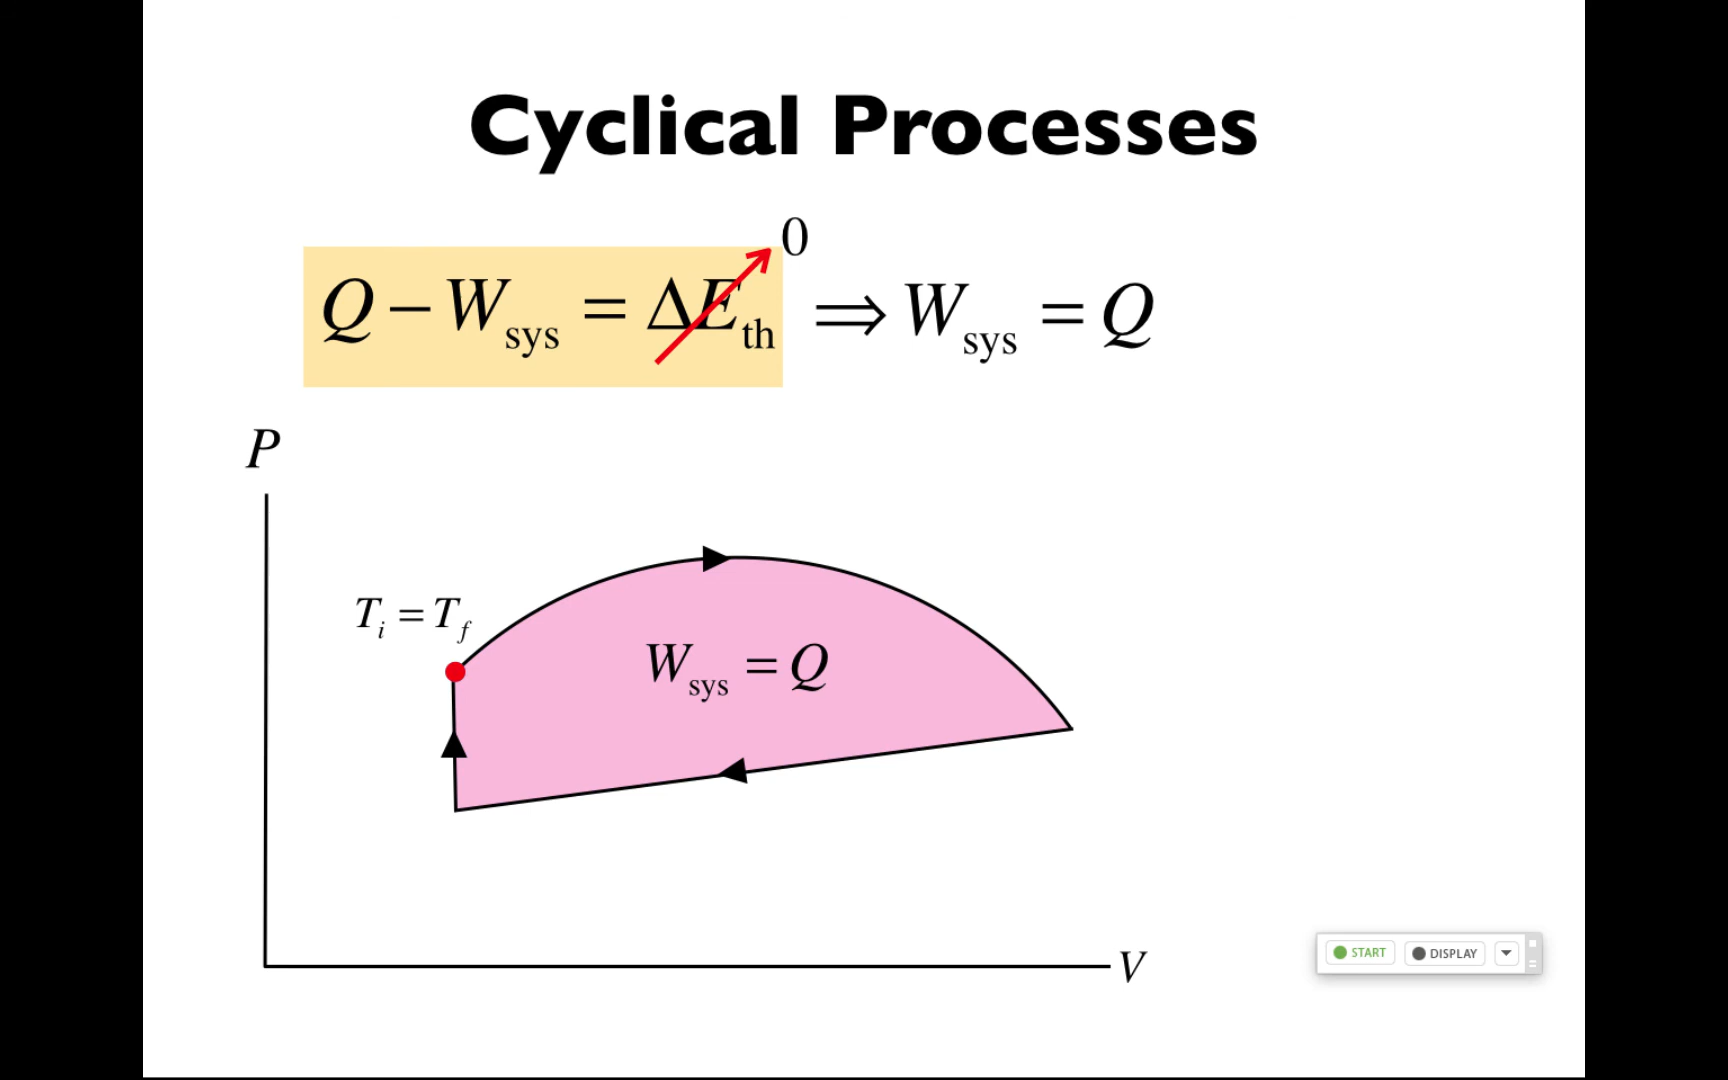 Cyclical Processes
Q − W_sys = ΔE_th 0 ⇒ W_sys = Q
P
T_i = T_f
W_sys = Q
V
START DISPLAY